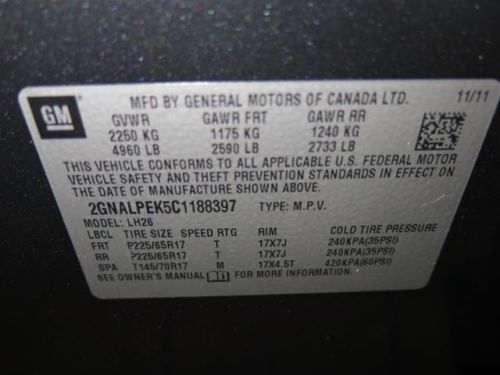 GM
MFD BY GENERAL MOTORS OF CANADA LTD. 11/11
GVWR GAWR FRT GAWR RR
2250 KG 1175 KG 1240 KG
4960 LB 2590 LB 2733 LB
THIS VEHICLE CONFORMS TO ALL APPLICABLE U.S. FEDERAL MOTOR
VEHICLE SAFETY AND THEFT PREVENTION STANDARDS IN EFFECT ON
THE DATE OF MANUFACTURE SHOWN ABOVE.
2GNALPEK5C1188397 TYPE: M.P.V.
MODEL: LH26
LBCL TIRE SIZE SPEED RTG RIM COLD TIRE PRESSURE
FRT P225/65R17 T 17X7J 240KPA(35PSI)
RR P225/65R17 T 17X7J 240KPA(35PSI)
SPA T145/70R17 M 17X4.5T 420KPA(60PSI)
SEE OWNER'S MANUAL FOR MORE INFORMATION